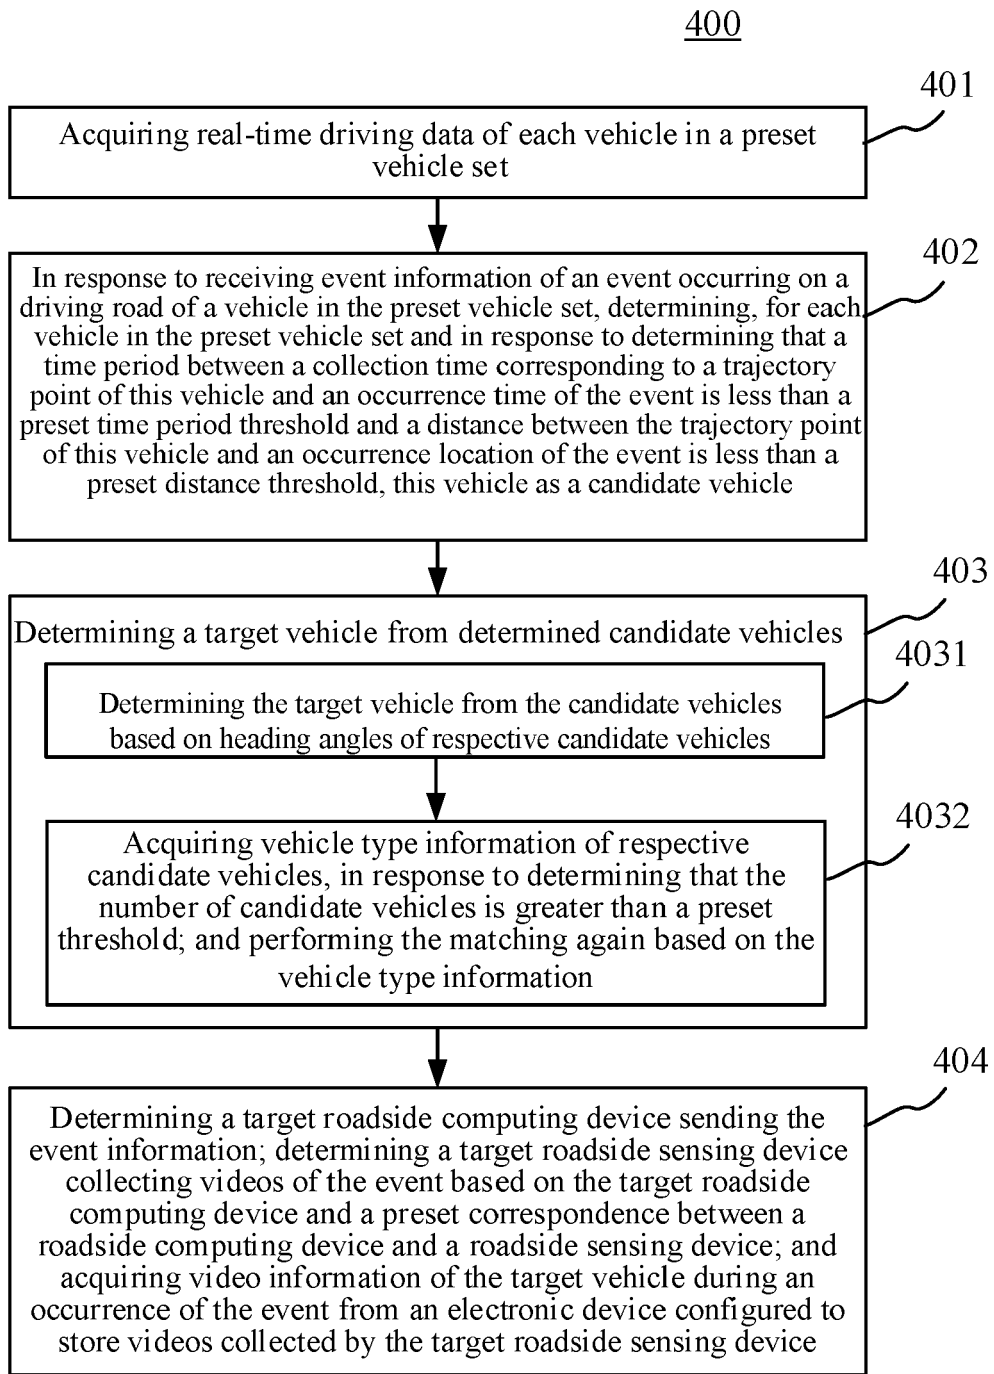 400
401
Acquiring real-time driving data of each vehicle in a preset
vehicle set
402
In response to receiving event information of an event occurring on a
driving road of a vehicle in the preset vehicle set, determining, for each
vehicle in the preset vehicle set and in response to determining that a
time period between a collection time corresponding to a trajectory
point of this vehicle and an occurrence time of the event is less than a
preset time period threshold and a distance between the trajectory point
of this vehicle and an occurrence location of the event is less than a
preset distance threshold, this vehicle as a candidate vehicle
403
Determining a target vehicle from determined candidate vehicles
4031
Determining the target vehicle from the candidate vehicles
based on heading angles of respective candidate vehicles
4032
Acquiring vehicle type information of respective
candidate vehicles, in response to determining that the
number of candidate vehicles is greater than a preset
threshold; and performing the matching again based on the
vehicle type information
404
Determining a target roadside computing device sending the
event information; determining a target roadside sensing device
collecting videos of the event based on the target roadside
computing device and a preset correspondence between a
roadside computing device and a roadside sensing device; and
acquiring video information of the target vehicle during an
occurrence of the event from an electronic device configured to
store videos collected by the target roadside sensing device